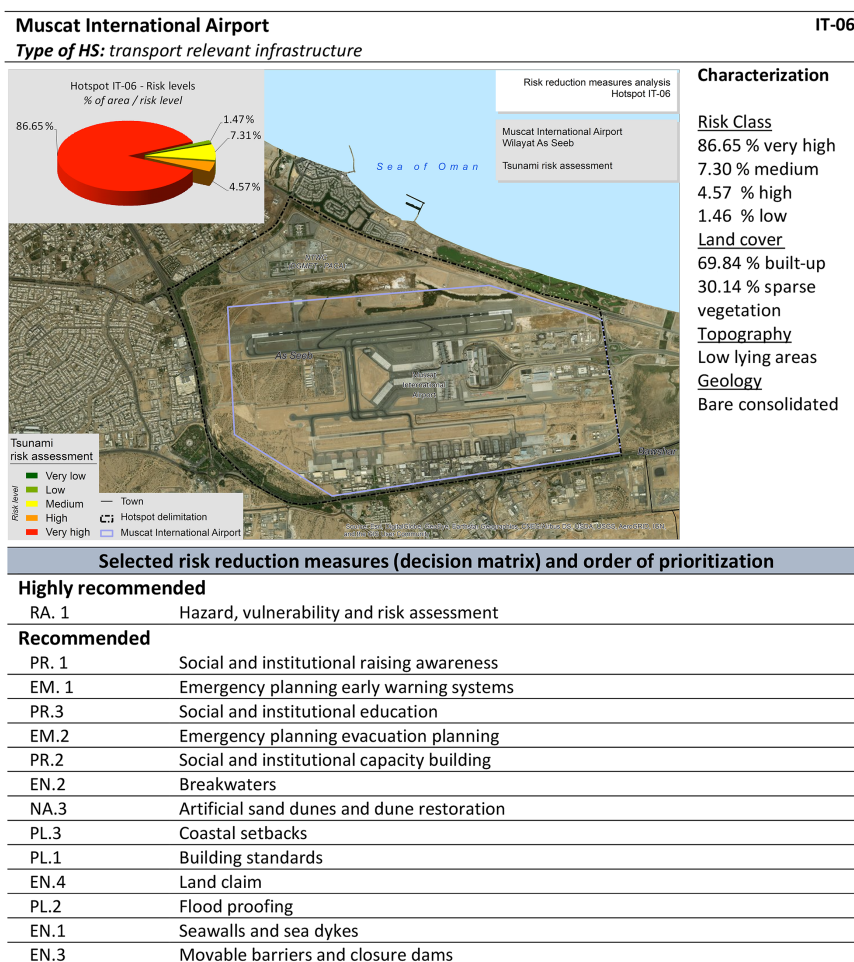 Muscat International Airport
IT-06
Type of HS: transport relevant infrastructure
Hotspot IT-06 - Risk levels
% of area / risk level
86.65%
1.47%
7.31%
4.57%
Risk reduction measures analysis
Hotspot IT-06
Muscat International Airport
Wilayat As Seeb
Tsunami risk assessment
Sea of Oman
As Seeb
Muscat
International
Airport
Tsunami
risk assessment
Risk level
Very low
Low
Medium
High
Very high
Town
Hotspot delimitation
Muscat International Airport
Characterization
Risk Class
86.65 % very high
7.30 % medium
4.57 % high
1.46 % low
Land cover
69.84 % built-up
30.14 % sparse
vegetation
Topography
Low lying areas
Geology
Bare consolidated
Selected risk reduction measures (decision matrix) and order of prioritization
Highly recommended
RA. 1 Hazard, vulnerability and risk assessment
Recommended
PR. 1 Social and institutional raising awareness
EM. 1 Emergency planning early warning systems
PR.3 Social and institutional education
EM.2 Emergency planning evacuation planning
PR.2 Social and institutional capacity building
EN.2 Breakwaters
NA.3 Artificial sand dunes and dune restoration
PL.3 Coastal setbacks
PL.1 Building standards
EN.4 Land claim
PL.2 Flood proofing
EN.1 Seawalls and sea dykes
EN.3 Movable barriers and closure dams